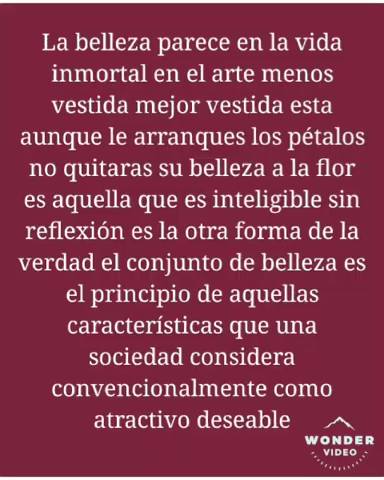 La belleza parece en la vida
inmortal en el arte menos
vestida mejor vestida esta
aunque le arranques los pétalos
no quitaras su belleza a la flor
es aquella que es inteligible sin
reflexión es la otra forma de la
verdad el conjunto de belleza es
el principio de aquellas
características que una
sociedad considera
convencionalmente como
atractivo deseable
WONDER
VIDEO